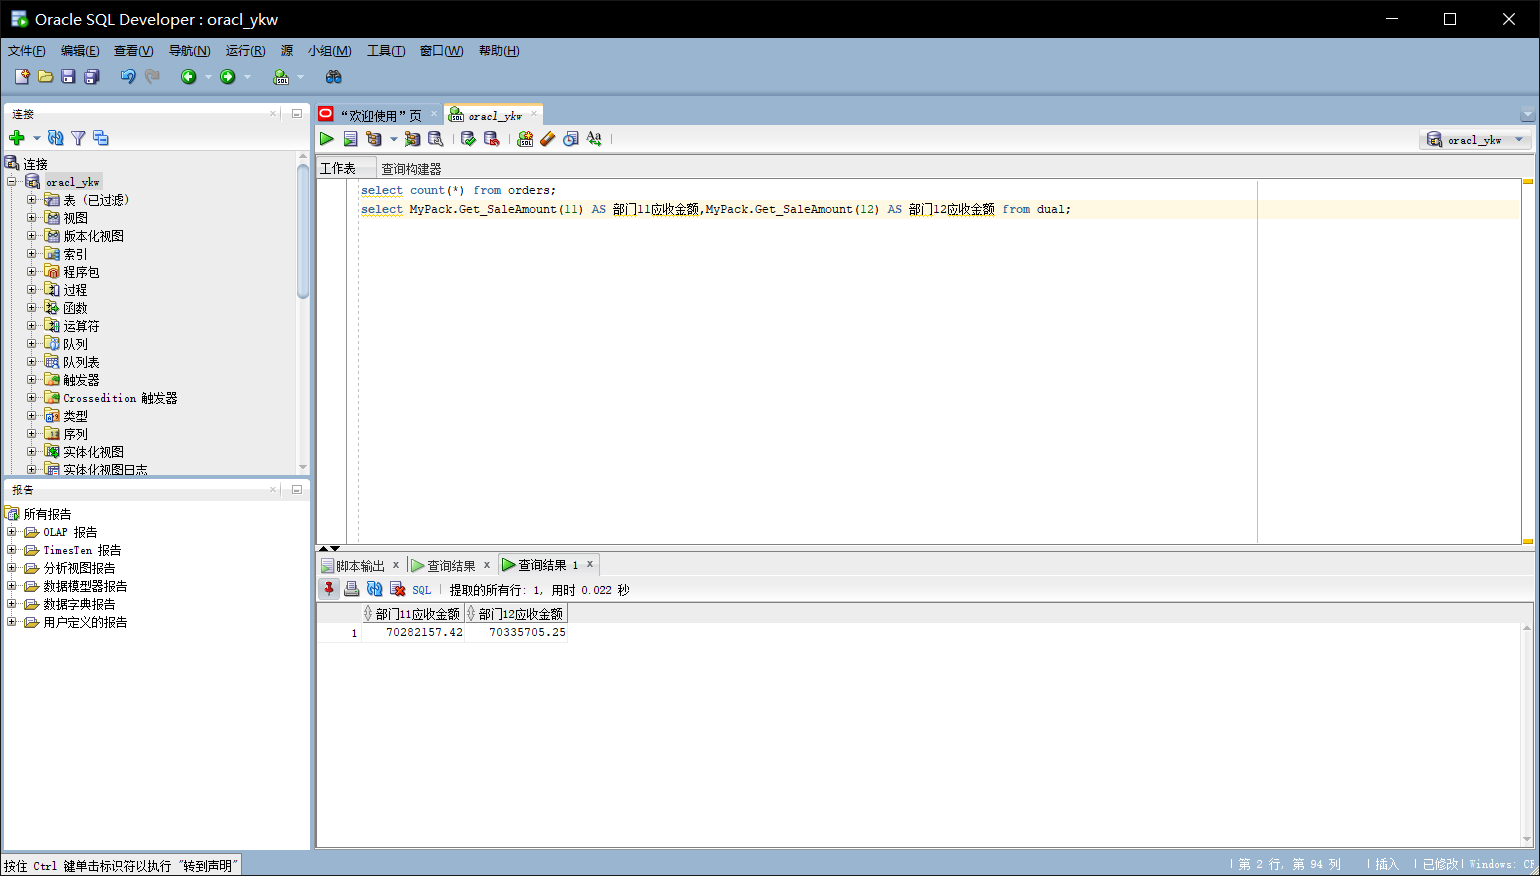 Oracle SQL Developer : oracl_ykw
文件(F) 编辑(E) 查看(V) 导航(N) 运行(R) 源 小组(M) 工具(T) 窗口(W) 帮助(H)
连接
连接
oracl_ykw
表 (已过滤)
视图
版本化视图
索引
程序包
过程
函数
运算符
队列
队列表
触发器
Crossedition 触发器
类型
序列
实体化视图
实体化视图日志
报告
所有报告
OLAP 报告
TimesTen 报告
分析视图报告
数据模型器报告
数据字典报告
用户定义的报告
“欢迎使用”页 oracl_ykw
oracl_ykw
工作表 查询构建器
select count(*) from orders;
select MyPack.Get_SaleAmount(11) AS 部门11应收金额,MyPack.Get_SaleAmount(12) AS 部门12应收金额 from dual;
脚本输出 查询结果 查询结果 1
SQL 提取的所有行: 1, 用时 0.022 秒
部门11应收金额 部门12应收金额
1 70282157.42 70335705.25
按住 Ctrl 键单击标识符以执行 "转到声明"
第 2 行, 第 94 列 插入 已修改 Windows: CF